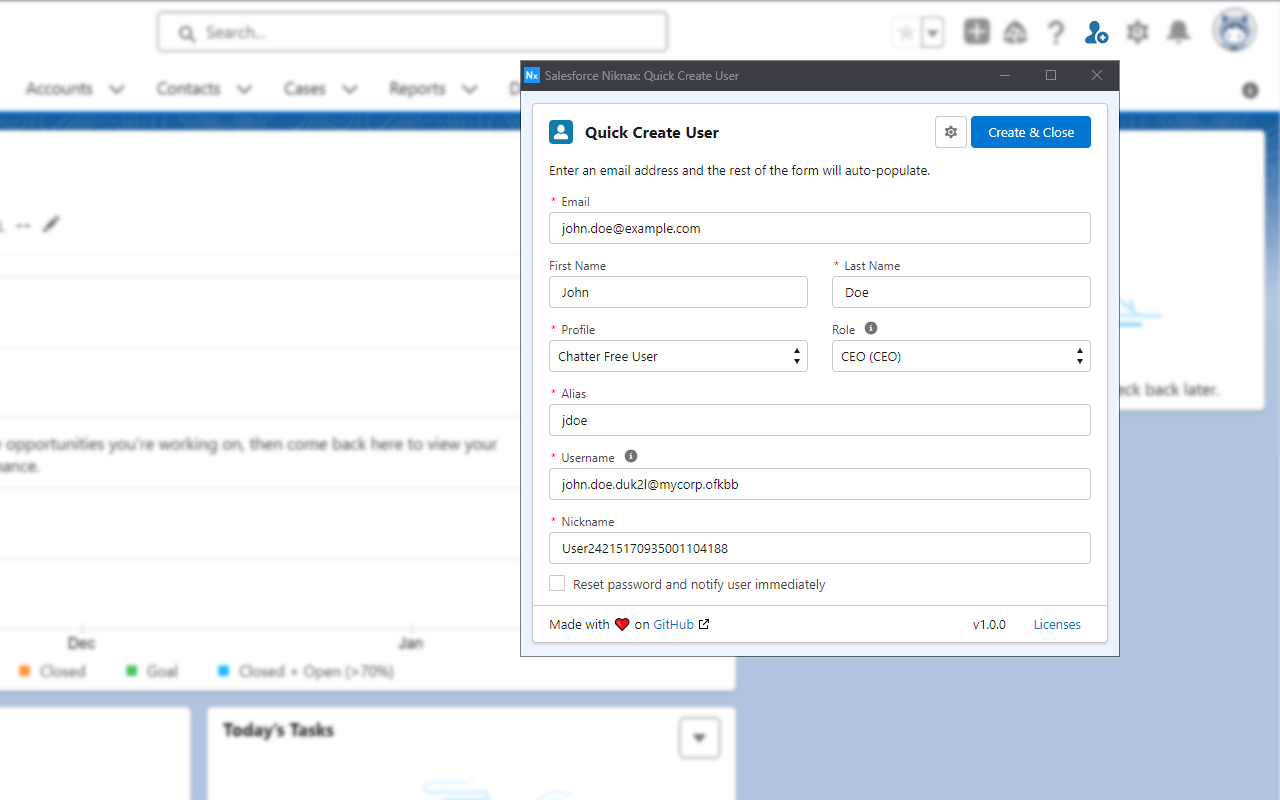 Search...
Nx Salesforce Niknax: Quick Create User
Accounts Contacts Cases Reports D
Quick Create User
Create & Close
Enter an email address and the rest of the form will auto-populate.
* Email
john.doe@example.com
First Name * Last Name
John Doe
* Profile Role
Chatter Free User CEO (CEO)
eck back later.
* Alias
jdoe
opportunities you're working on, then come back here to view your
ance.
* Username
john.doe.duk2l@mycorp.ofkbb
* Nickname
User24215170935001104188
Reset password and notify user immediately
Made with ❤ on GitHub v1.0.0 Licenses
Dec Jan
Closed Goal Closed + Open (>70%)
Today's Tasks